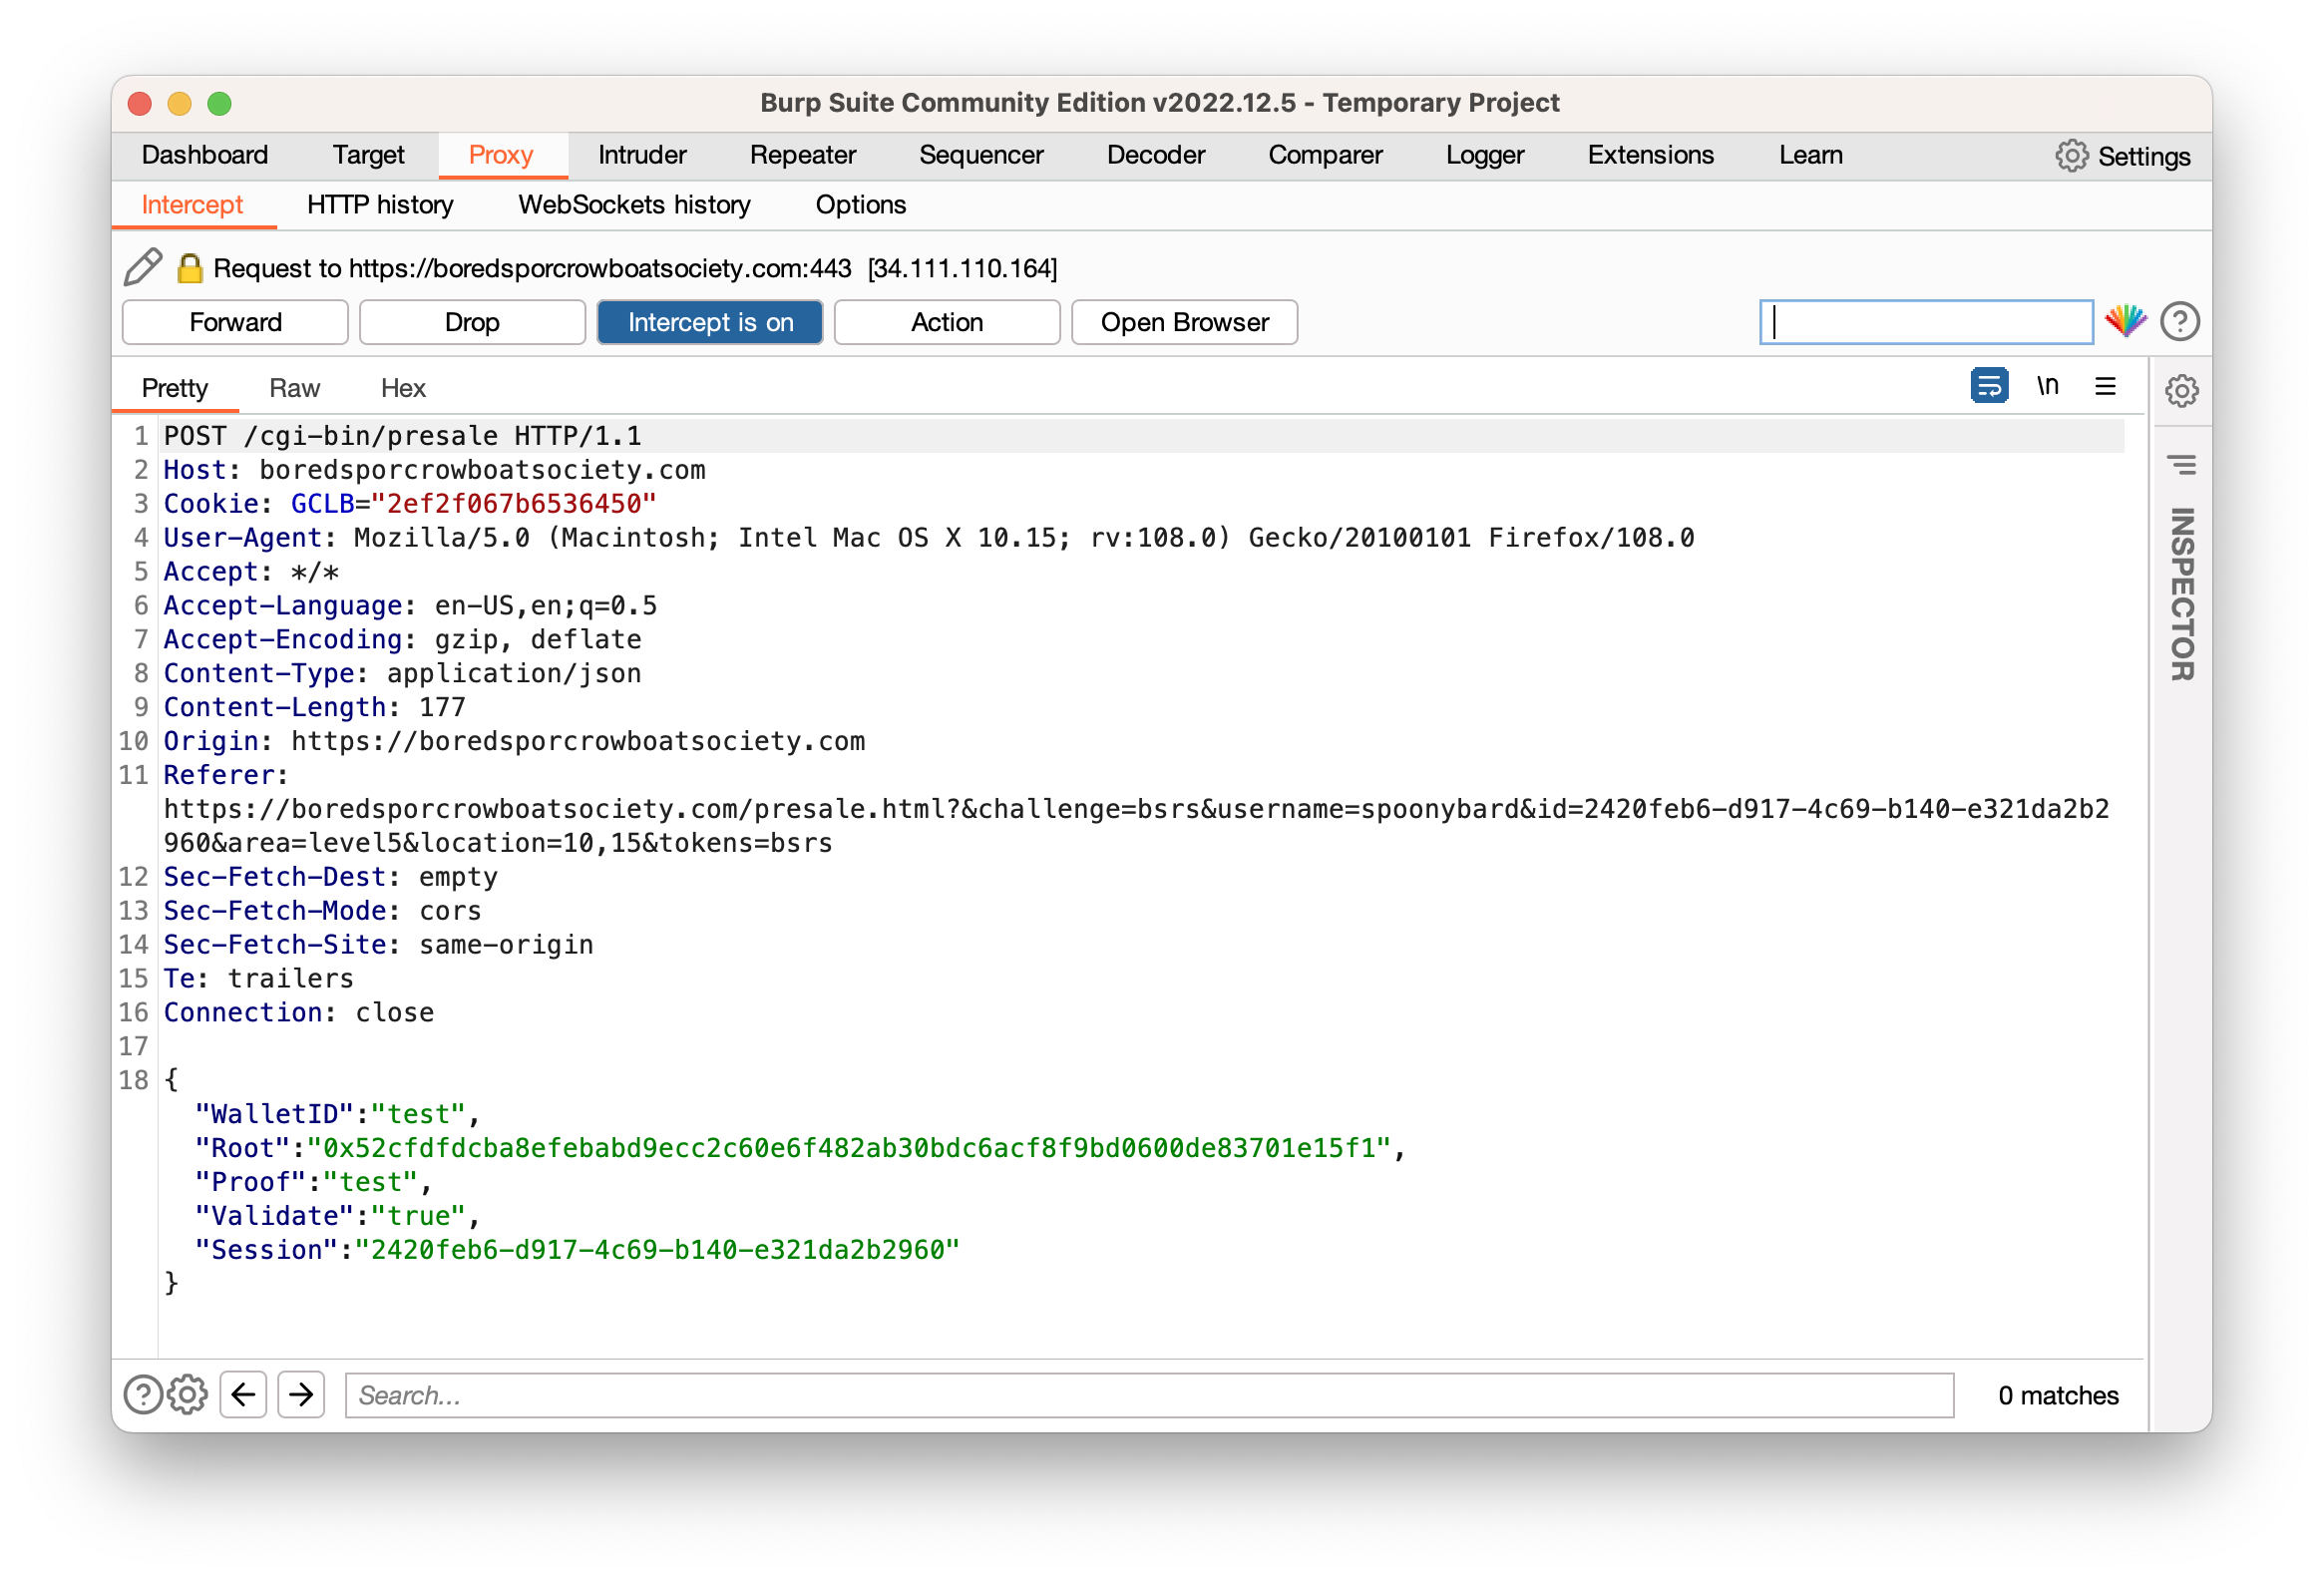 Burp Suite Community Edition v2022.12.5 - Temporary Project
Dashboard Target Proxy Intruder Repeater Sequencer Decoder Comparer Logger Extensions Learn Settings
Intercept HTTP history WebSockets history Options
Request to https://boredsporcrowboatsociety.com:443 [34.111.110.164]
Forward Drop Intercept is on Action Open Browser ?
Pretty Raw Hex \n
1 POST /cgi-bin/presale HTTP/1.1
2 Host: boredsporcrowboatsociety.com
3 Cookie: GCLB="2ef2f067b6536450"
4 User-Agent: Mozilla/5.0 (Macintosh; Intel Mac OS X 10.15; rv:108.0) Gecko/20100101 Firefox/108.0
5 Accept: */*
6 Accept-Language: en-US,en;q=0.5
7 Accept-Encoding: gzip, deflate
8 Content-Type: application/json
9 Content-Length: 177
10 Origin: https://boredsporcrowboatsociety.com
11 Referer:
https://boredsporcrowboatsociety.com/presale.html?&challenge=bsrs&username=spoonybard&id=2420feb6-d917-4c69-b140-e321da2b2
960&area=level5&location=10,15&tokens=bsrs
12 Sec-Fetch-Dest: empty
13 Sec-Fetch-Mode: cors
14 Sec-Fetch-Site: same-origin
15 Te: trailers
16 Connection: close
17
18 {
"WalletID":"test",
"Root":"0x52cfdfdcba8efebabd9ecc2c60e6f482ab30bdc6acf8f9bd0600de83701e15f1",
"Proof":"test",
"Validate":"true",
"Session":"2420feb6-d917-4c69-b140-e321da2b2960"
}
INSPECTOR
? Search... 0 matches